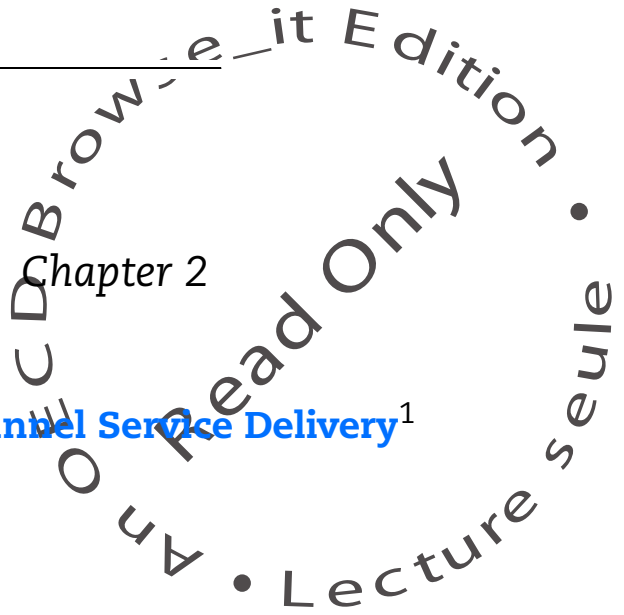 An OECD Browse_it Edition •
Chapter 2
nnel Service Delivery¹
Read Only
Lecture seule •